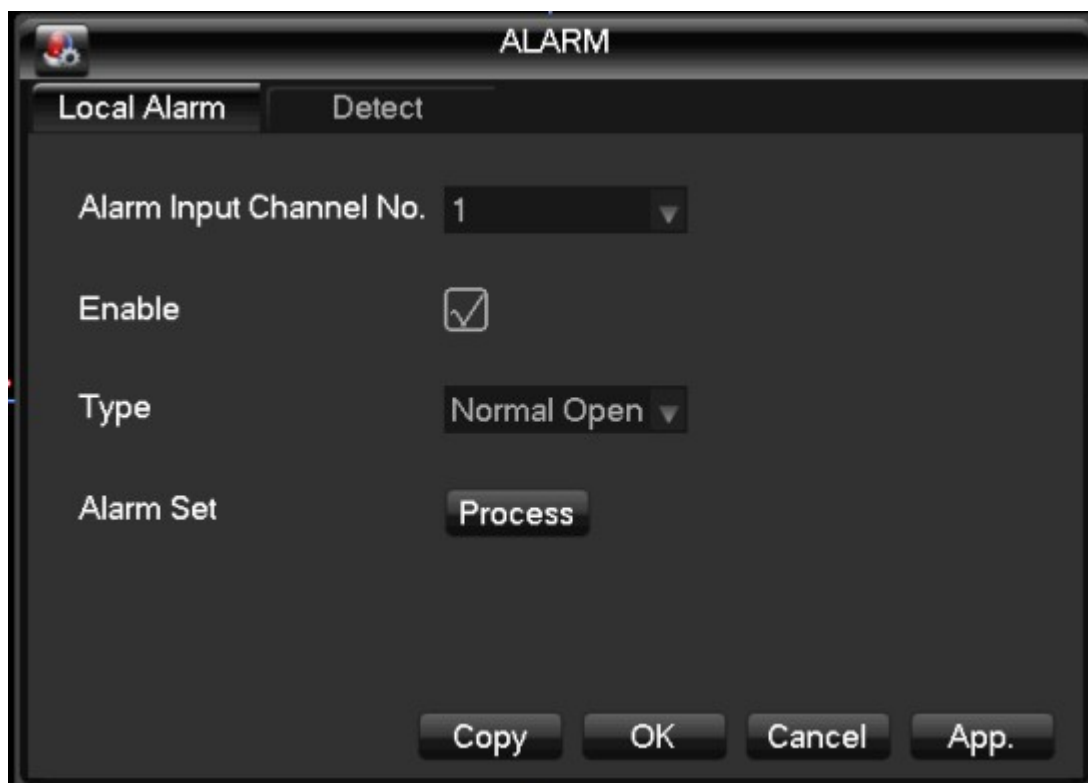 ALARM
Local Alarm Detect
Alarm Input Channel No. 1
Enable
Type Normal Open
Alarm Set Process
Copy OK Cancel App.